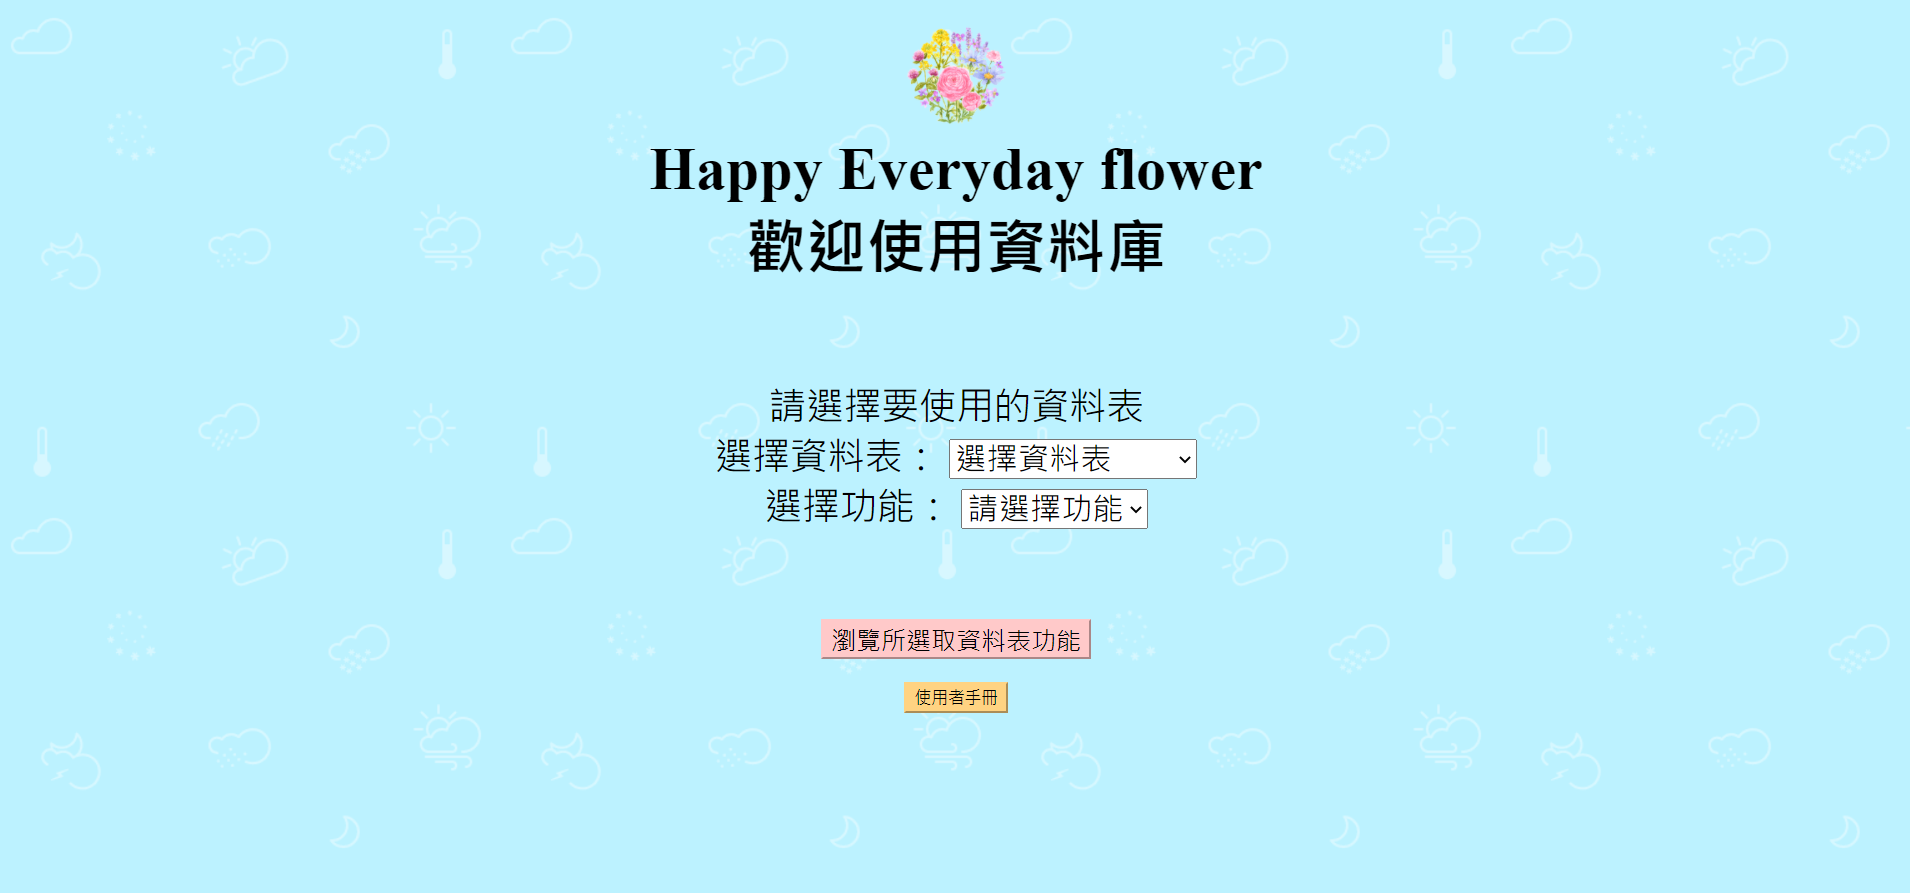 Happy Everyday flower
歡迎使用資料庫
請選擇要使用的資料表
選擇資料表： 選擇資料表
選擇功能： 請選擇功能
瀏覽所選取資料表功能
使用者手冊